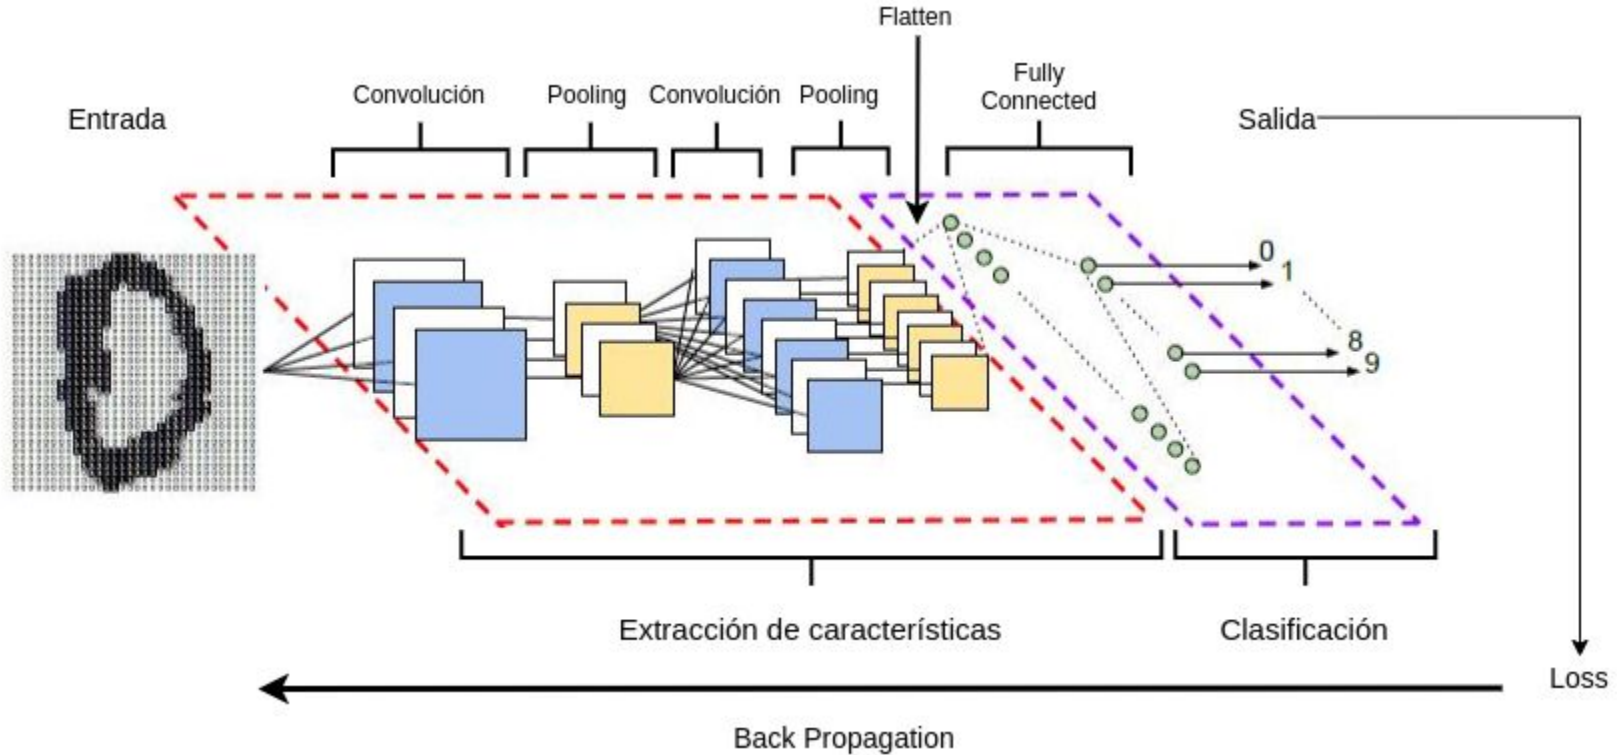 Flatten
Fully
Connected
Convolución
Pooling
Convolución
Pooling
Entrada
Salida
0
1
8
9
Extracción de características
Clasificación
Loss
Back Propagation